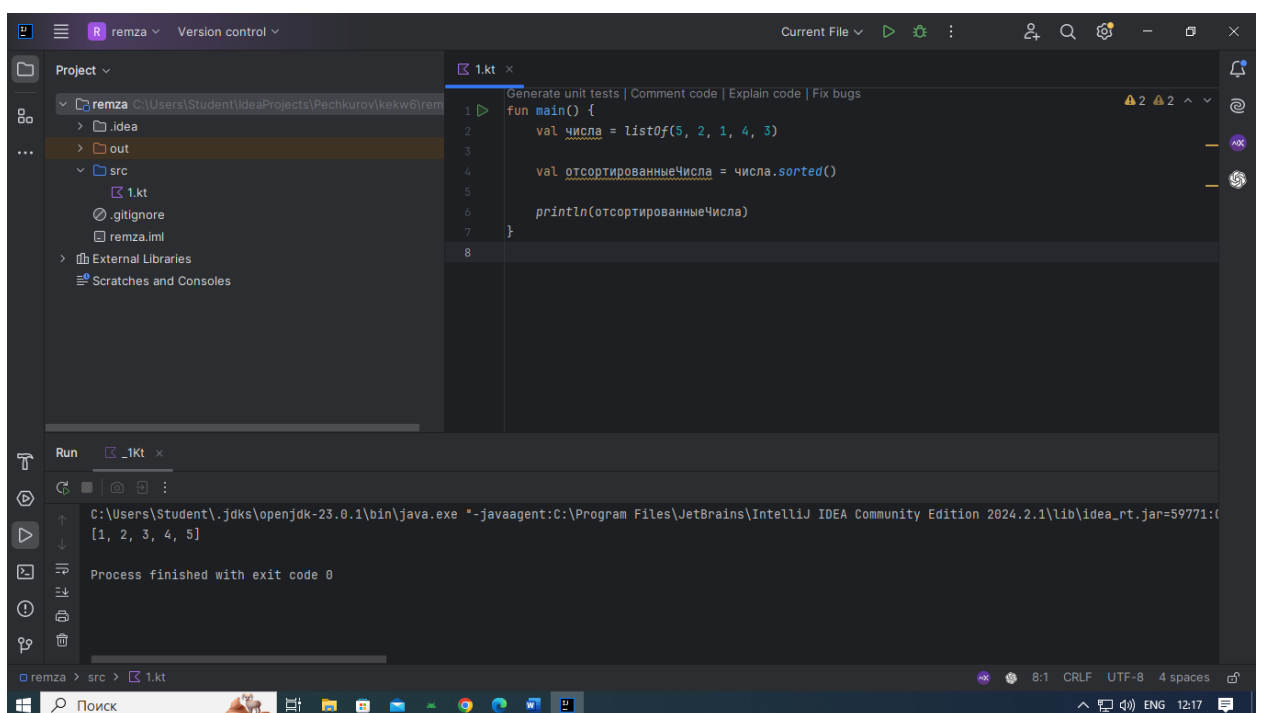 R remza Version control Current File
Project
1.kt
remza C:\Users\Student\IdeaProjects\Pechkurov\kekw6\rem
.idea
out
src
1.kt
.gitignore
remza.iml
External Libraries
Scratches and Consoles
Generate unit tests | Comment code | Explain code | Fix bugs
2 2
1 fun main() {
2 val числа = listOf(5, 2, 1, 4, 3)
3
4 val отсортированныеЧисла = числа.sorted()
5
6 println(отсортированныеЧисла)
7 }
8
Run _1Kt
C:\Users\Student\.jdks\openjdk-23.0.1\bin\java.exe "-javaagent:C:\Program Files\JetBrains\IntelliJ IDEA Community Edition 2024.2.1\lib\idea_rt.jar=59771:
[1, 2, 3, 4, 5]
Process finished with exit code 0
remza > src > 1.kt 8:1 CRLF UTF-8 4 spaces
Поиск ENG 12:17